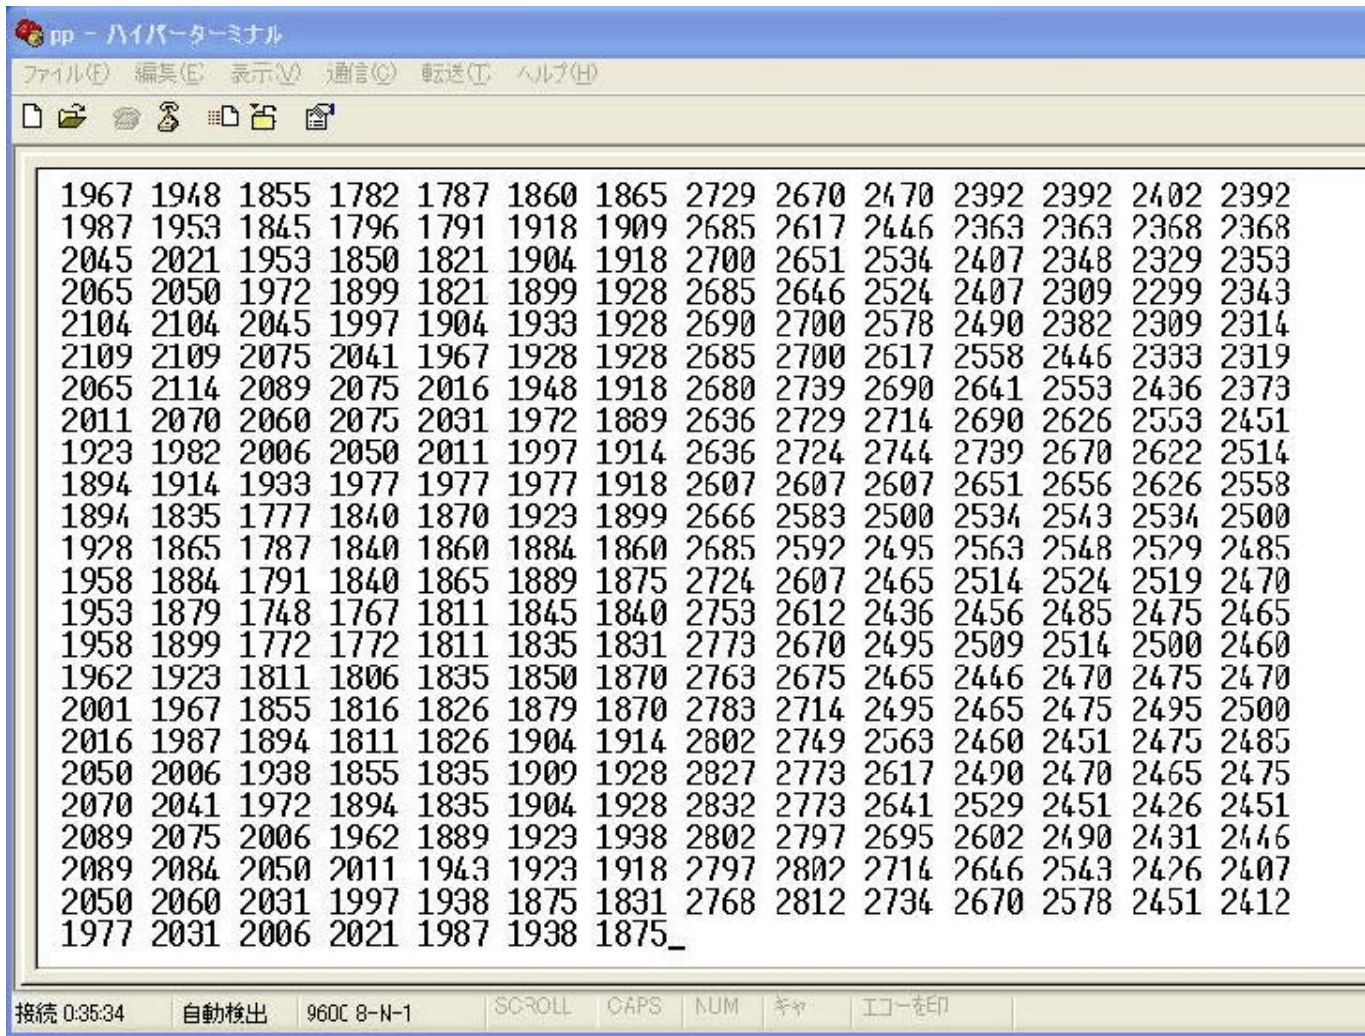 pp - ハイパーターミナル
ファイル(F) 編集(E) 表示(V) 通信(C) 転送(T) ヘルプ(H)
1967 1948 1855 1782 1787 1860 1865 2729 2670 2470 2392 2392 2402 2392
1987 1953 1845 1796 1791 1918 1909 2685 2617 2446 2363 2363 2368 2368
2045 2021 1953 1850 1821 1904 1918 2700 2651 2534 2407 2348 2329 2353
2065 2050 1972 1899 1821 1899 1928 2685 2646 2524 2407 2309 2299 2343
2104 2104 2045 1997 1904 1933 1928 2690 2700 2578 2490 2382 2309 2314
2109 2109 2075 2041 1967 1928 1928 2685 2700 2617 2558 2446 2333 2319
2065 2114 2089 2075 2016 1948 1918 2680 2739 2690 2641 2553 2436 2373
2011 2070 2060 2075 2031 1972 1889 2636 2729 2714 2690 2626 2553 2451
1923 1982 2006 2050 2011 1997 1914 2636 2724 2744 2739 2670 2622 2514
1894 1914 1933 1977 1977 1977 1918 2607 2607 2607 2651 2656 2626 2558
1894 1835 1777 1840 1870 1923 1899 2666 2583 2500 2534 2543 2534 2500
1928 1865 1787 1840 1860 1884 1860 2685 2592 2495 2563 2548 2529 2485
1958 1884 1791 1840 1865 1889 1875 2724 2607 2465 2514 2524 2519 2470
1953 1879 1748 1767 1811 1845 1840 2753 2612 2436 2456 2485 2475 2465
1958 1899 1772 1772 1811 1835 1831 2773 2670 2495 2509 2514 2500 2460
1962 1923 1811 1806 1835 1850 1870 2763 2675 2465 2446 2470 2475 2470
2001 1967 1855 1816 1826 1879 1870 2783 2714 2495 2465 2475 2495 2500
2016 1987 1894 1811 1826 1904 1914 2802 2749 2563 2460 2451 2475 2485
2050 2006 1938 1855 1835 1909 1928 2827 2773 2617 2490 2470 2465 2475
2070 2041 1972 1894 1835 1904 1928 2832 2773 2641 2529 2451 2426 2451
2089 2075 2006 1962 1889 1923 1938 2802 2797 2695 2602 2490 2431 2446
2089 2084 2050 2011 1943 1923 1918 2797 2802 2714 2646 2543 2426 2407
2050 2060 2031 1997 1938 1875 1831 2768 2812 2734 2670 2578 2451 2412
1977 2031 2006 2021 1987 1938 1875_
接続 0:35:34 自動検出 9600 8-N-1 SCROLL CAPS NUM キャ エコーを印